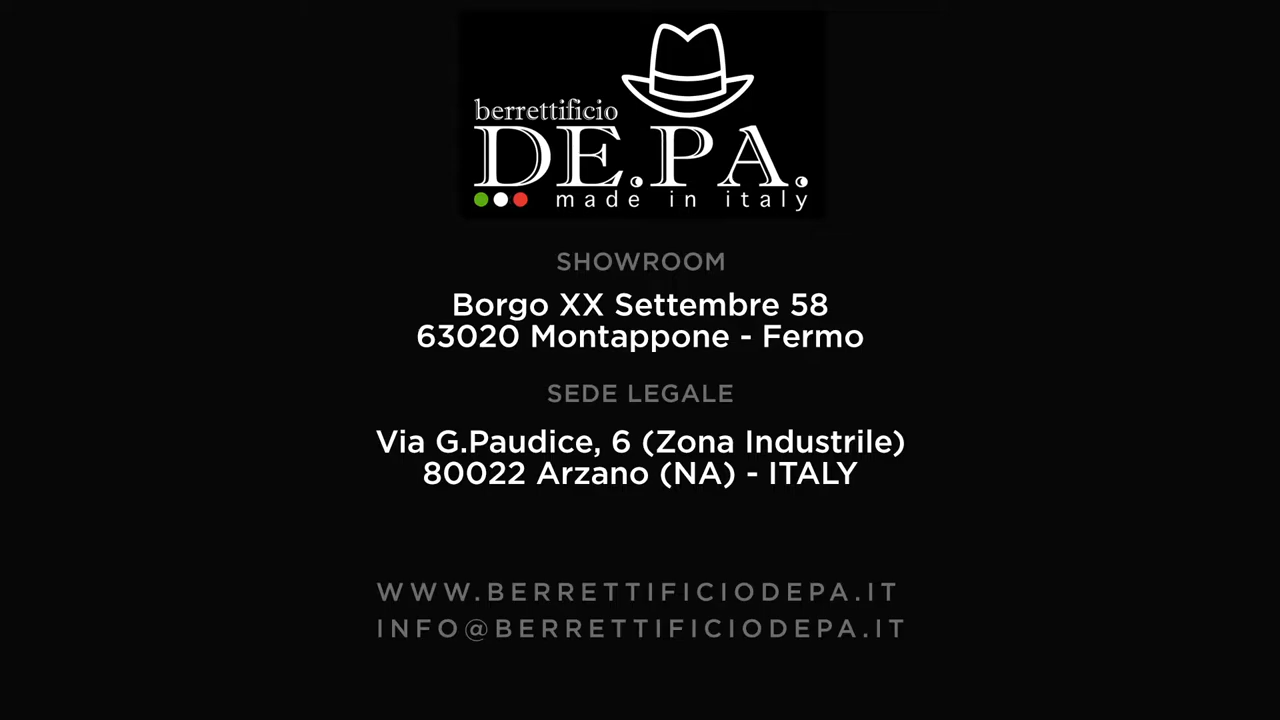 berrettificio
DE.PA.
made in italy
SHOWROOM
Borgo XX Settembre 58
63020 Montappone - Fermo
SEDE LEGALE
Via G.Paudice, 6 (Zona Industrile)
80022 Arzano (NA) - ITALY
WWW.BERRETTIFICIODEPA.IT
INFO@BERRETTIFICIODEPA.IT